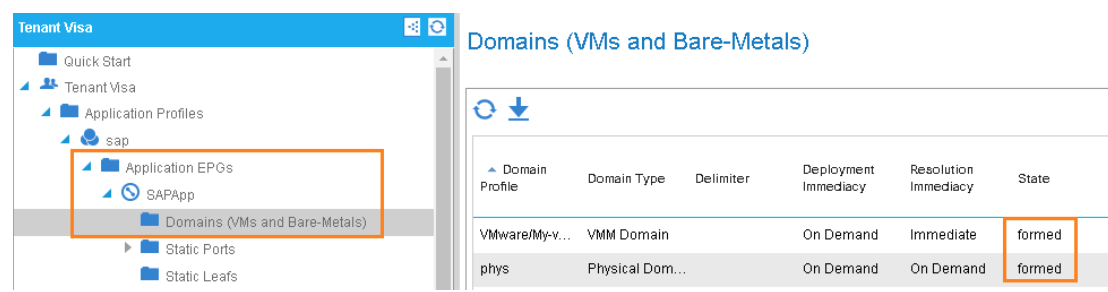 Tenant Visa
Quick Start
Tenant Visa
Application Profiles
sap
Application EPGs
SAPApp
Domains (VMs and Bare-Metals)
Static Ports
Static Leafs
Domains (VMs and Bare-Metals)
Domain Profile Domain Type Delimiter Deployment Immediacy Resolution Immediacy State
VMware/My-v... VMM Domain On Demand Immediate formed
phys Physical Dom... On Demand On Demand formed